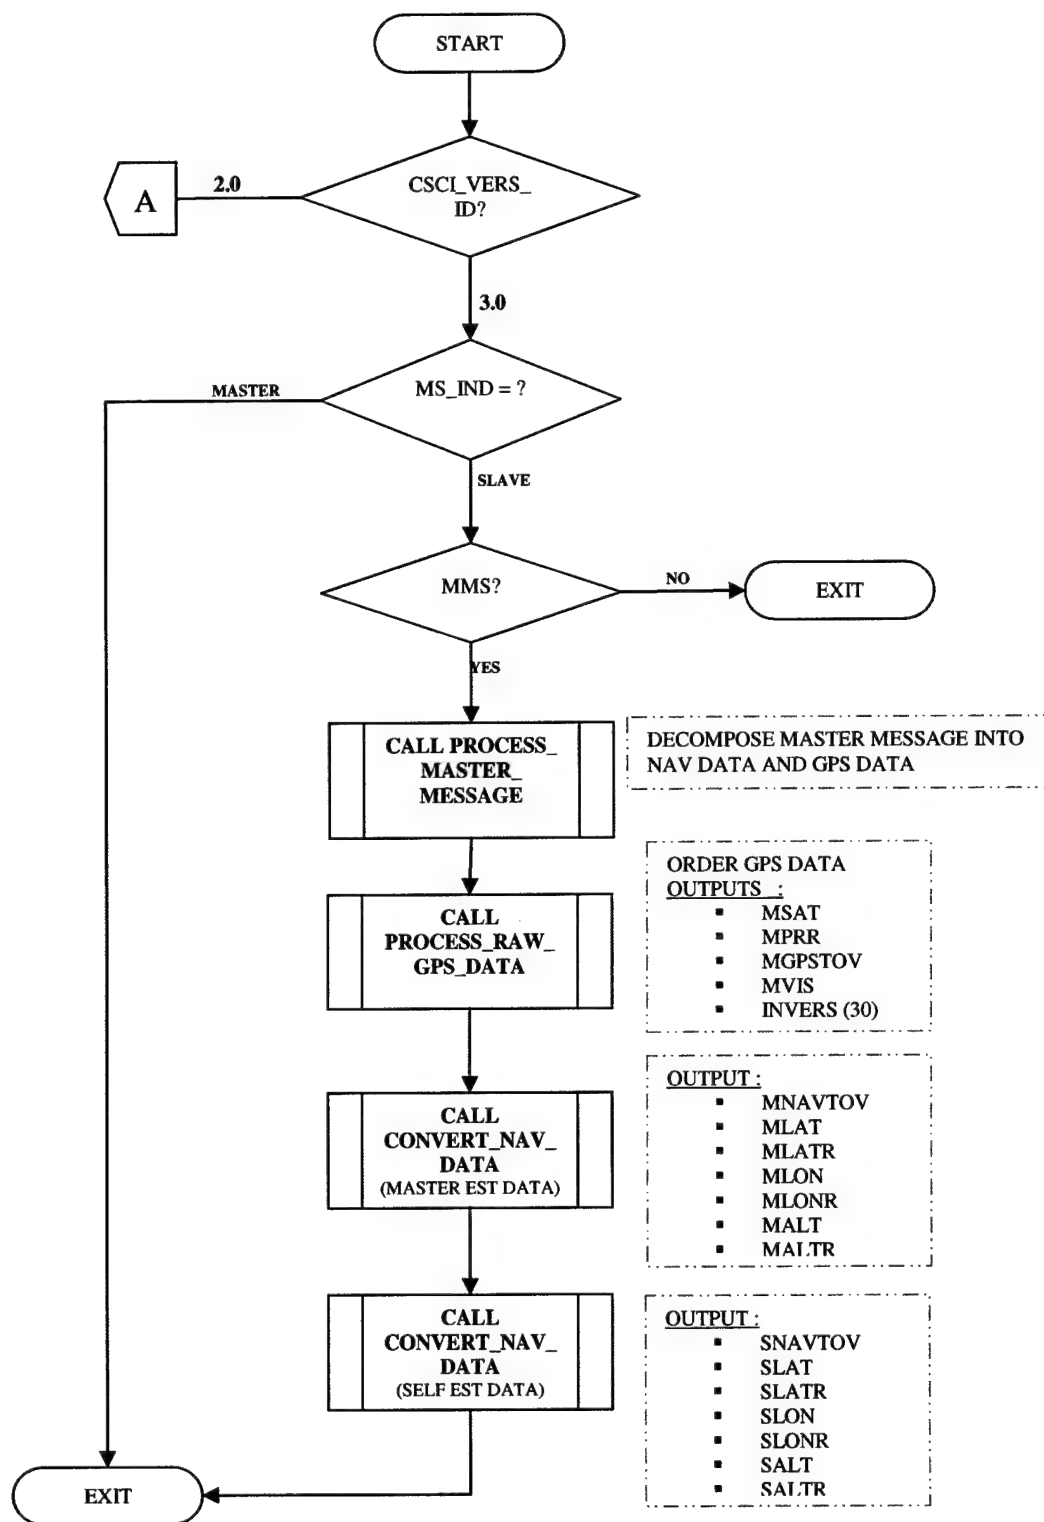 START
CSCI_VERS_
ID?
2.0
A
3.0
MS_IND = ?
MASTER
SLAVE
MMS?
NO
EXIT
YES
CALL PROCESS_
MASTER_
MESSAGE
DECOMPOSE MASTER MESSAGE INTO
NAV DATA AND GPS DATA
CALL
PROCESS_RAW_
GPS_DATA
ORDER GPS DATA
OUTPUTS :
▪ MSAT
▪ MPRR
▪ MGPSTOV
▪ MVIS
▪ INVERS (30)
CALL
CONVERT_NAV_
DATA
(MASTER EST DATA)
OUTPUT :
▪ MNAVTOV
▪ MLAT
▪ MLATR
▪ MLON
▪ MLONR
▪ MALT
▪ MALTR
CALL
CONVERT_NAV_
DATA
(SELF EST DATA)
OUTPUT :
▪ SNAVTOV
▪ SLAT
▪ SLATR
▪ SLON
▪ SLONR
▪ SALT
▪ SALTR
EXIT